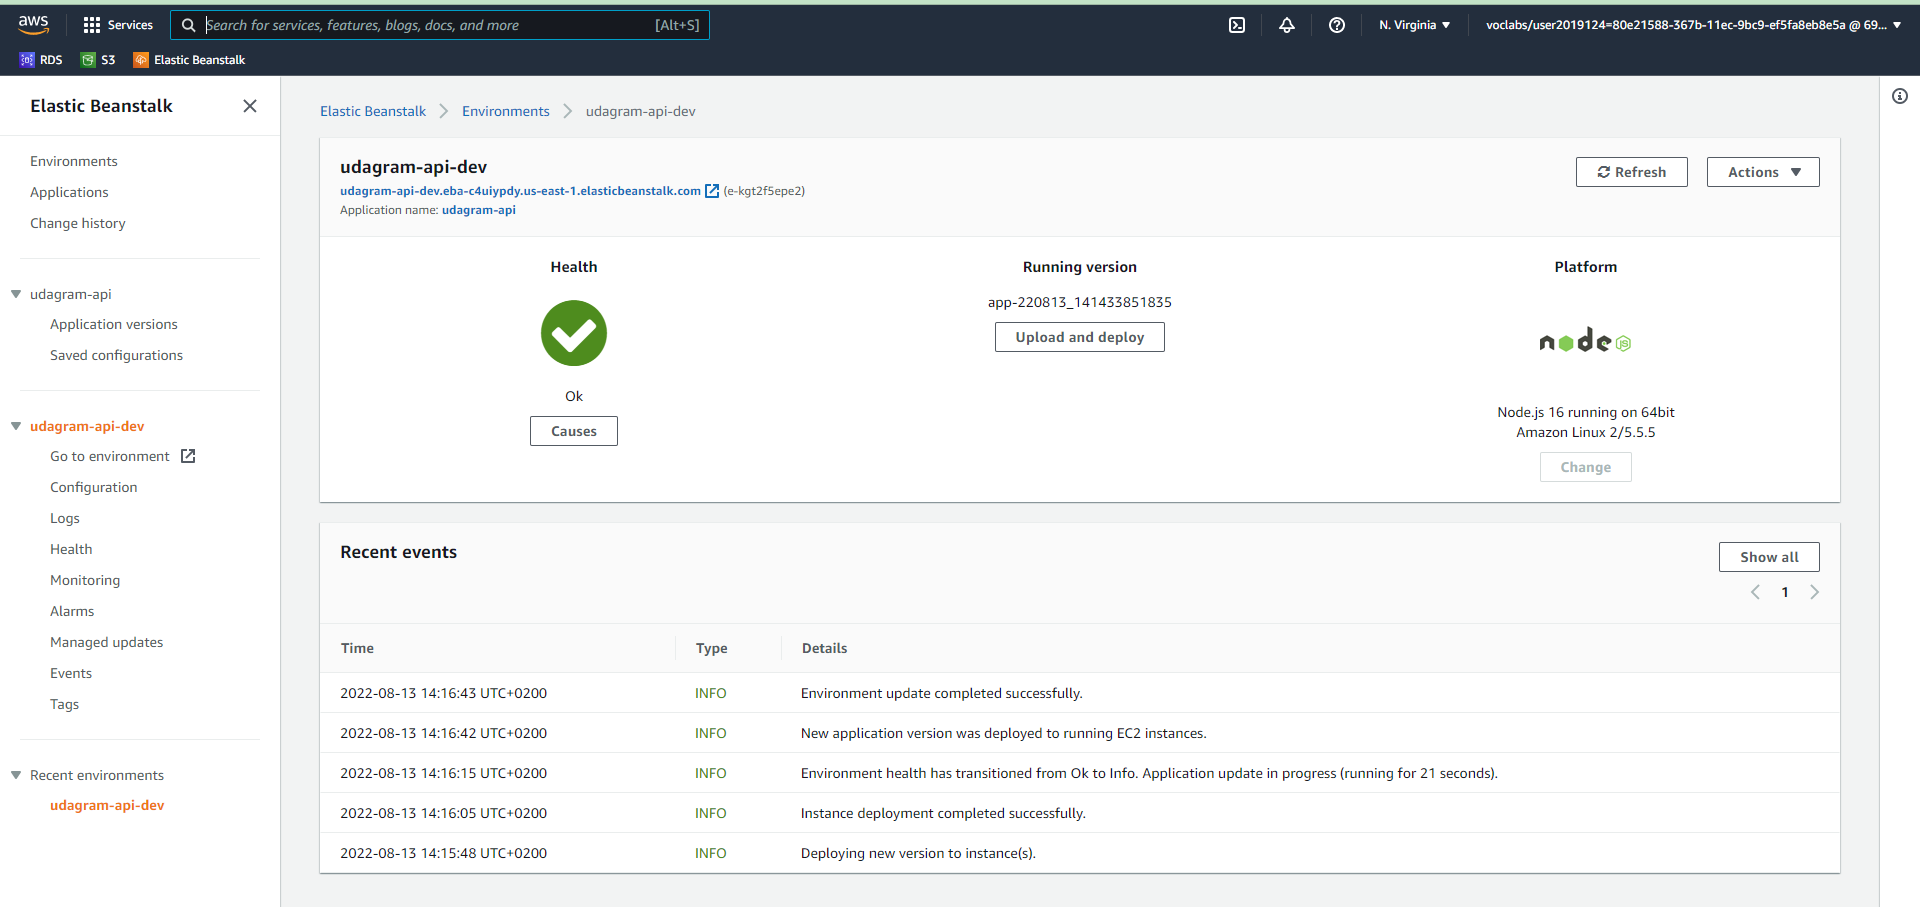 aws
Services
Search for services, features, blogs, docs, and more
[Alt+S]
N. Virginia
voclabs/user2019124=80e21588-367b-11ec-9bc9-ef5fa8eb8e5a @ 69...
RDS
S3
Elastic Beanstalk
Elastic Beanstalk
Environments
Applications
Change history
udagram-api
Application versions
Saved configurations
udagram-api-dev
Go to environment
Configuration
Logs
Health
Monitoring
Alarms
Managed updates
Events
Tags
Recent environments
udagram-api-dev
Elastic Beanstalk
Environments
udagram-api-dev
udagram-api-dev
udagram-api-dev.eba-c4uiypdy.us-east-1.elasticbeanstalk.com (e-kgt2f5epe2)
Application name: udagram-api
Refresh
Actions
Health
Ok
Causes
Running version
app-220813_141433851835
Upload and deploy
Platform
node JS
Node.js 16 running on 64bit
Amazon Linux 2/5.5.5
Change
Recent events
Show all
1
Time Type Details
2022-08-13 14:16:43 UTC+0200 INFO Environment update completed successfully.
2022-08-13 14:16:42 UTC+0200 INFO New application version was deployed to running EC2 instances.
2022-08-13 14:16:15 UTC+0200 INFO Environment health has transitioned from Ok to Info. Application update in progress (running for 21 seconds).
2022-08-13 14:16:05 UTC+0200 INFO Instance deployment completed successfully.
2022-08-13 14:15:48 UTC+0200 INFO Deploying new version to instance(s).